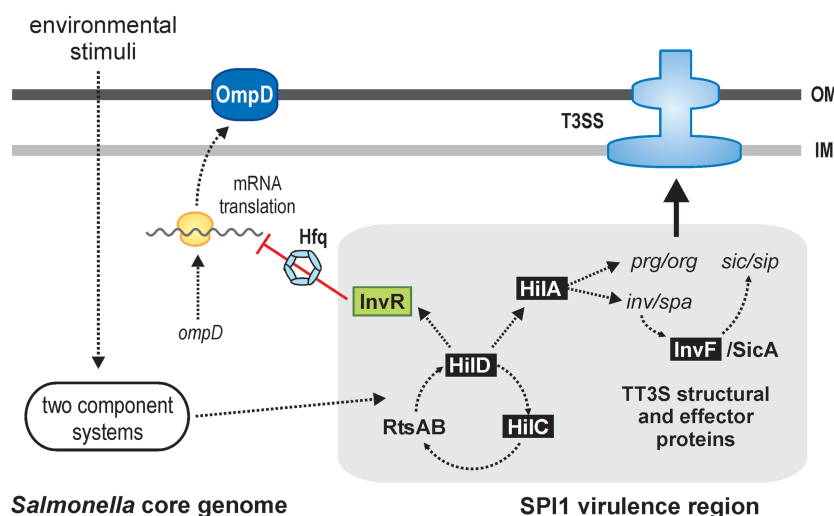 environmental
stimuli
OmpD
OM
T3SS
IM
mRNA
translation
Hfq
prg/org
sic/sip
HilA
InvR
inv/spa
ompD
InvF /SicA
HilD
two component
systems
TT3S structural
and effector
proteins
RtsAB
HilC
Salmonella core genome
SPI1 virulence region